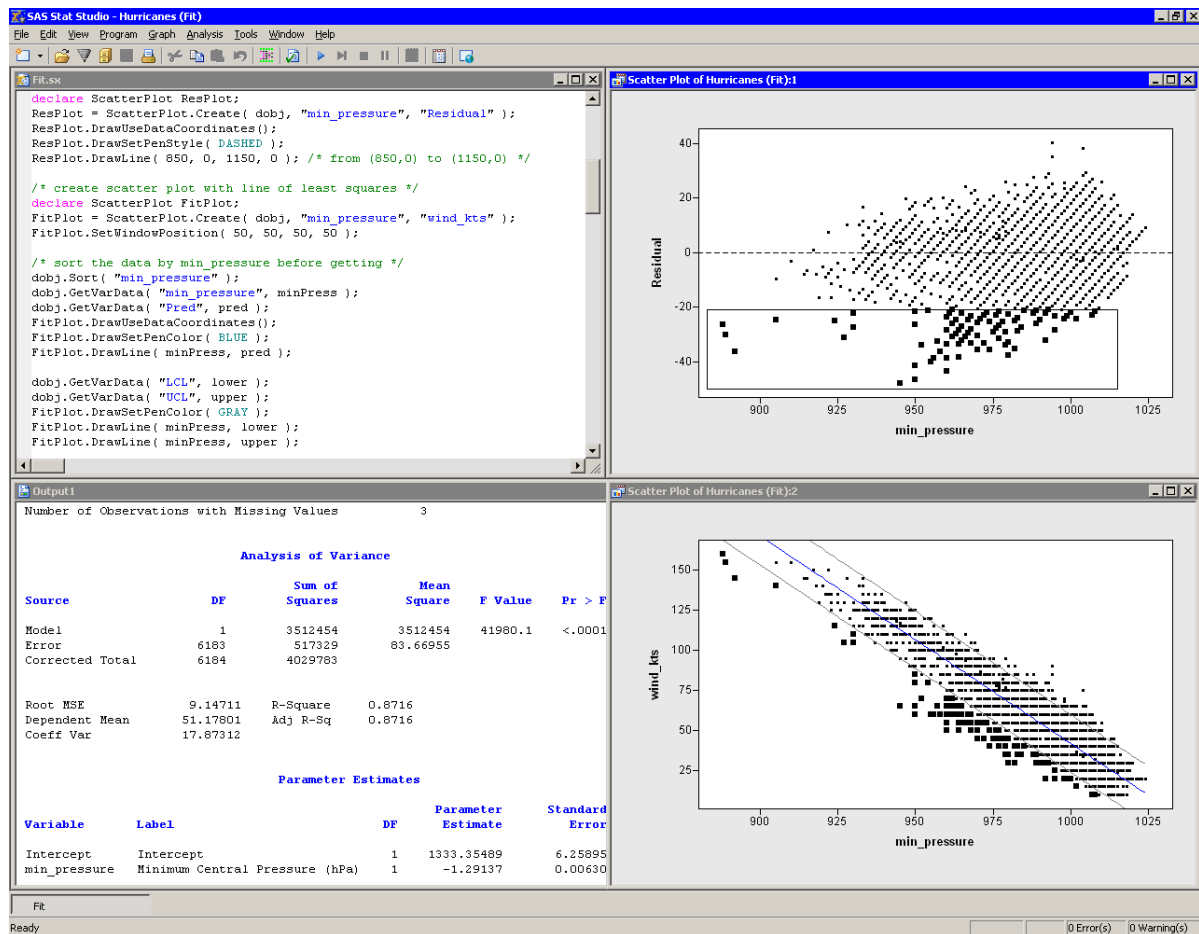 SAS Stat Studio - Hurricanes (Fit)
File Edit View Program Graph Analysis Tools Window Help
Fit.sx
declare ScatterPlot ResPlot;
ResPlot = ScatterPlot.Create( dobj, "min_pressure", "Residual" );
ResPlot.DrawUseDataCoordinates();
ResPlot.DrawSetPenStyle( DASHED );
ResPlot.DrawLine( 850, 0, 1150, 0 ); /* from (850,0) to (1150,0) */
/* create scatter plot with line of least squares */
declare ScatterPlot FitPlot;
FitPlot = ScatterPlot.Create( dobj, "min_pressure", "wind_kts" );
FitPlot.SetWindowPosition( 50, 50, 50, 50 );
/* sort the data by min_pressure before getting */
dobj.Sort( "min_pressure" );
dobj.GetVarData( "min_pressure", minPress );
dobj.GetVarData( "Pred", pred );
FitPlot.DrawUseDataCoordinates();
FitPlot.DrawSetPenColor( BLUE );
FitPlot.DrawLine( minPress, pred );
dobj.GetVarData( "LCL", lower );
dobj.GetVarData( "UCL", upper );
FitPlot.DrawSetPenColor( GRAY );
FitPlot.DrawLine( minPress, lower );
FitPlot.DrawLine( minPress, upper );
Scatter Plot of Hurricanes (Fit):1
40
20
0
-20
-40
Residual
900 925 950 975 1000 1025
min_pressure
Output1
Number of Observations with Missing Values 3
Analysis of Variance
Sum of Mean
Source DF Squares Square F Value Pr > F
Model 1 3512454 3512454 41980.1 <.0001
Error 6183 517329 83.66955
Corrected Total 6184 4029783
Root MSE 9.14711 R-Square 0.8716
Dependent Mean 51.17801 Adj R-Sq 0.8716
Coeff Var 17.87312
Parameter Estimates
Parameter Standard
Variable Label DF Estimate Error
Intercept Intercept 1 1333.35489 6.25895
min_pressure Minimum Central Pressure (hPa) 1 -1.29137 0.00630
Scatter Plot of Hurricanes (Fit):2
150
125
100
75
50
25
wind_kts
900 925 950 975 1000 1025
min_pressure
Fit
Ready 0 Error(s) 0 Warning(s)